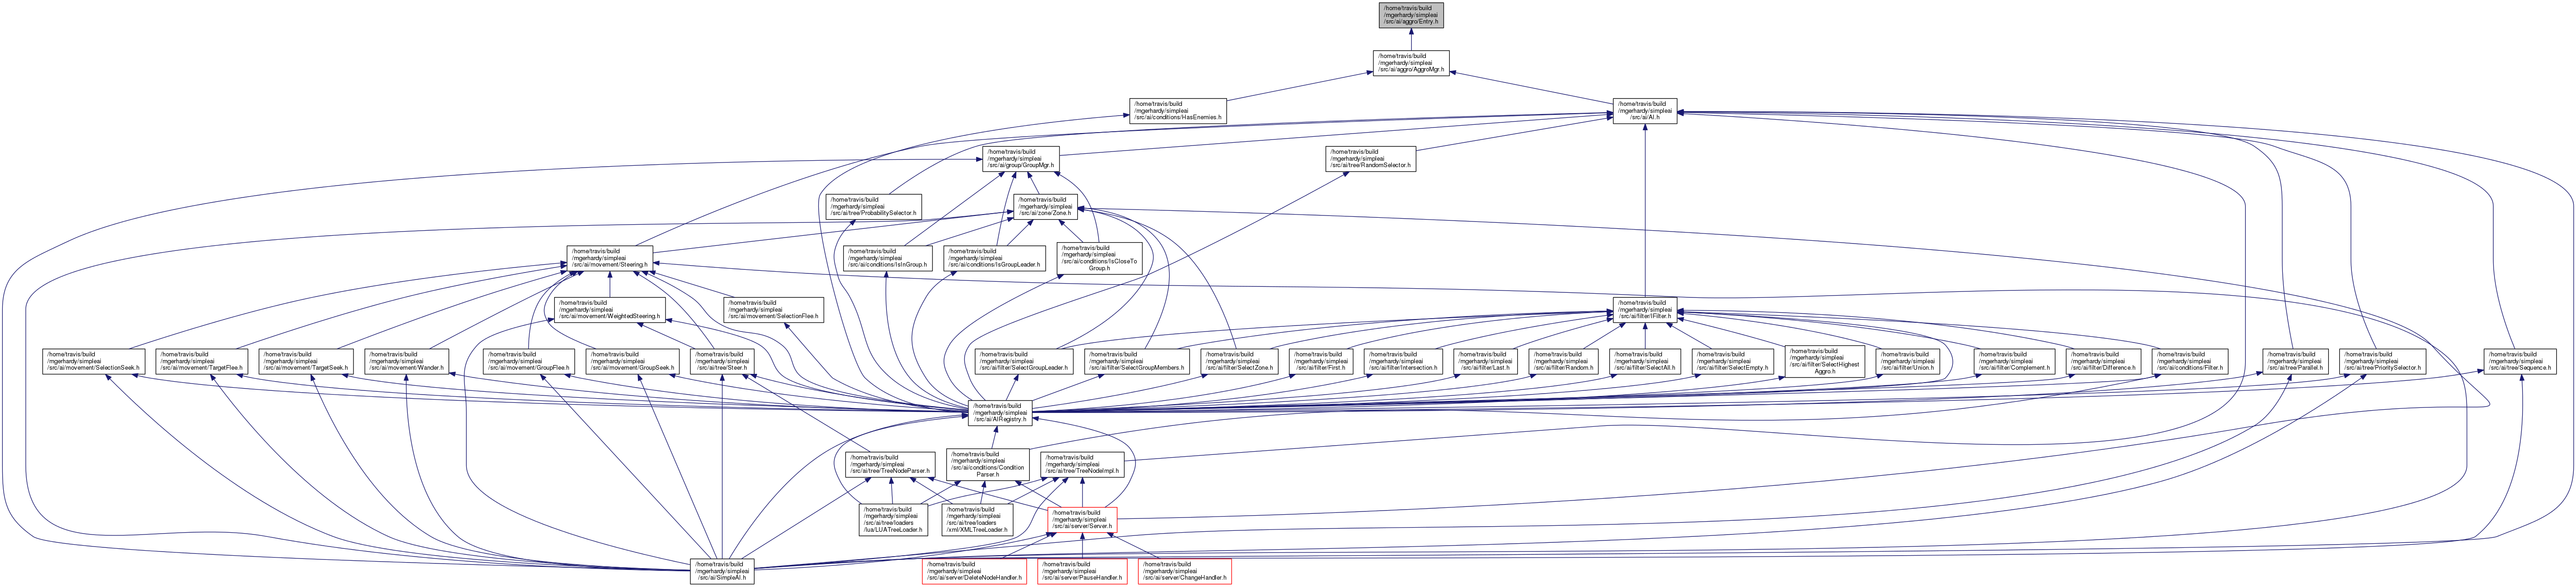 /home/travis/build
/mgerhardy/simpleai
/src/ai/aggro/Entry.h
/home/travis/build
/mgerhardy/simpleai
/src/ai/aggro/AggroMgr.h
/home/travis/build
/mgerhardy/simpleai
/src/ai/conditions/HasEnemies.h
/home/travis/build
/mgerhardy/simpleai
/src/ai/AI.h
/home/travis/build
/mgerhardy/simpleai
/src/ai/group/GroupMgr.h
/home/travis/build
/mgerhardy/simpleai
/src/ai/tree/RandomSelector.h
/home/travis/build
/mgerhardy/simpleai
/src/ai/tree/ProbabilitySelector.h
/home/travis/build
/mgerhardy/simpleai
/src/ai/zone/Zone.h
/home/travis/build
/mgerhardy/simpleai
/src/ai/movement/Steering.h
/home/travis/build
/mgerhardy/simpleai
/src/ai/conditions/IsInGroup.h
/home/travis/build
/mgerhardy/simpleai
/src/ai/conditions/IsGroupLeader.h
/home/travis/build
/mgerhardy/simpleai
/src/ai/conditions/IsCloseTo
Group.h
/home/travis/build
/mgerhardy/simpleai
/src/ai/movement/WeightedSteering.h
/home/travis/build
/mgerhardy/simpleai
/src/ai/movement/SelectionFlee.h
/home/travis/build
/mgerhardy/simpleai
/src/ai/filter/IFilter.h
/home/travis/build
/mgerhardy/simpleai
/src/ai/movement/SelectionSeek.h
/home/travis/build
/mgerhardy/simpleai
/src/ai/movement/TargetFlee.h
/home/travis/build
/mgerhardy/simpleai
/src/ai/movement/TargetSeek.h
/home/travis/build
/mgerhardy/simpleai
/src/ai/movement/Wander.h
/home/travis/build
/mgerhardy/simpleai
/src/ai/movement/GroupFlee.h
/home/travis/build
/mgerhardy/simpleai
/src/ai/movement/GroupSeek.h
/home/travis/build
/mgerhardy/simpleai
/src/ai/tree/Steer.h
/home/travis/build
/mgerhardy/simpleai
/src/ai/filter/SelectGroupLeader.h
/home/travis/build
/mgerhardy/simpleai
/src/ai/filter/SelectGroupMembers.h
/home/travis/build
/mgerhardy/simpleai
/src/ai/filter/SelectZone.h
/home/travis/build
/mgerhardy/simpleai
/src/ai/filter/First.h
/home/travis/build
/mgerhardy/simpleai
/src/ai/filter/Intersection.h
/home/travis/build
/mgerhardy/simpleai
/src/ai/filter/Last.h
/home/travis/build
/mgerhardy/simpleai
/src/ai/filter/Random.h
/home/travis/build
/mgerhardy/simpleai
/src/ai/filter/SelectAll.h
/home/travis/build
/mgerhardy/simpleai
/src/ai/filter/SelectEmpty.h
/home/travis/build
/mgerhardy/simpleai
/src/ai/filter/SelectHighest
Aggro.h
/home/travis/build
/mgerhardy/simpleai
/src/ai/filter/Union.h
/home/travis/build
/mgerhardy/simpleai
/src/ai/filter/Complement.h
/home/travis/build
/mgerhardy/simpleai
/src/ai/filter/Difference.h
/home/travis/build
/mgerhardy/simpleai
/src/ai/conditions/Filter.h
/home/travis/build
/mgerhardy/simpleai
/src/ai/tree/Parallel.h
/home/travis/build
/mgerhardy/simpleai
/src/ai/tree/PrioritySelector.h
/home/travis/build
/mgerhardy/simpleai
/src/ai/tree/Sequence.h
/home/travis/build
/mgerhardy/simpleai
/src/ai/AIRegistry.h
/home/travis/build
/mgerhardy/simpleai
/src/ai/tree/TreeNodeParser.h
/home/travis/build
/mgerhardy/simpleai
/src/ai/conditions/Condition
Parser.h
/home/travis/build
/mgerhardy/simpleai
/src/ai/tree/TreeNodeImpl.h
/home/travis/build
/mgerhardy/simpleai
/src/ai/tree/loaders
/lua/LUATreeLoader.h
/home/travis/build
/mgerhardy/simpleai
/src/ai/tree/loaders
/xml/XMLTreeLoader.h
/home/travis/build
/mgerhardy/simpleai
/src/ai/server/Server.h
/home/travis/build
/mgerhardy/simpleai
/src/ai/SimpleAI.h
/home/travis/build
/mgerhardy/simpleai
/src/ai/server/DeleteNodeHandler.h
/home/travis/build
/mgerhardy/simpleai
/src/ai/server/PauseHandler.h
/home/travis/build
/mgerhardy/simpleai
/src/ai/server/ChangeHandler.h